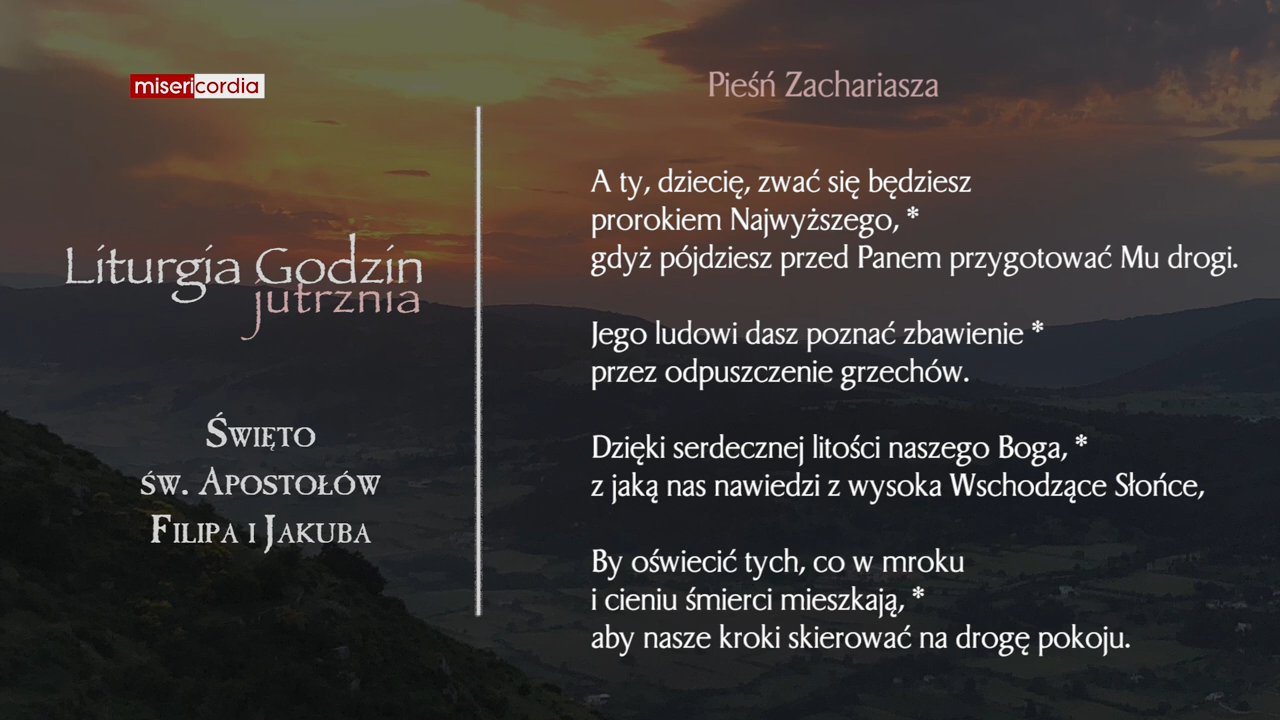 misericordia
Liturgia Godzin
jutrznia
Święto
św. Apostołów
Filipa i Jakuba
Pieśń Zachariasza
A ty, dziecię, zwać się będziesz
prorokiem Najwyższego, *
gdyż pójdziesz przed Panem przygotować Mu drogi.
Jego ludowi dasz poznać zbawienie *
przez odpuszczenie grzechów.
Dzięki serdecznej litości naszego Boga, *
z jaką nas nawiedzi z wysoka Wschodzące Słońce,
By oświecić tych, co w mroku
i cieniu śmierci mieszkają, *
aby nasze kroki skierować na drogę pokoju.